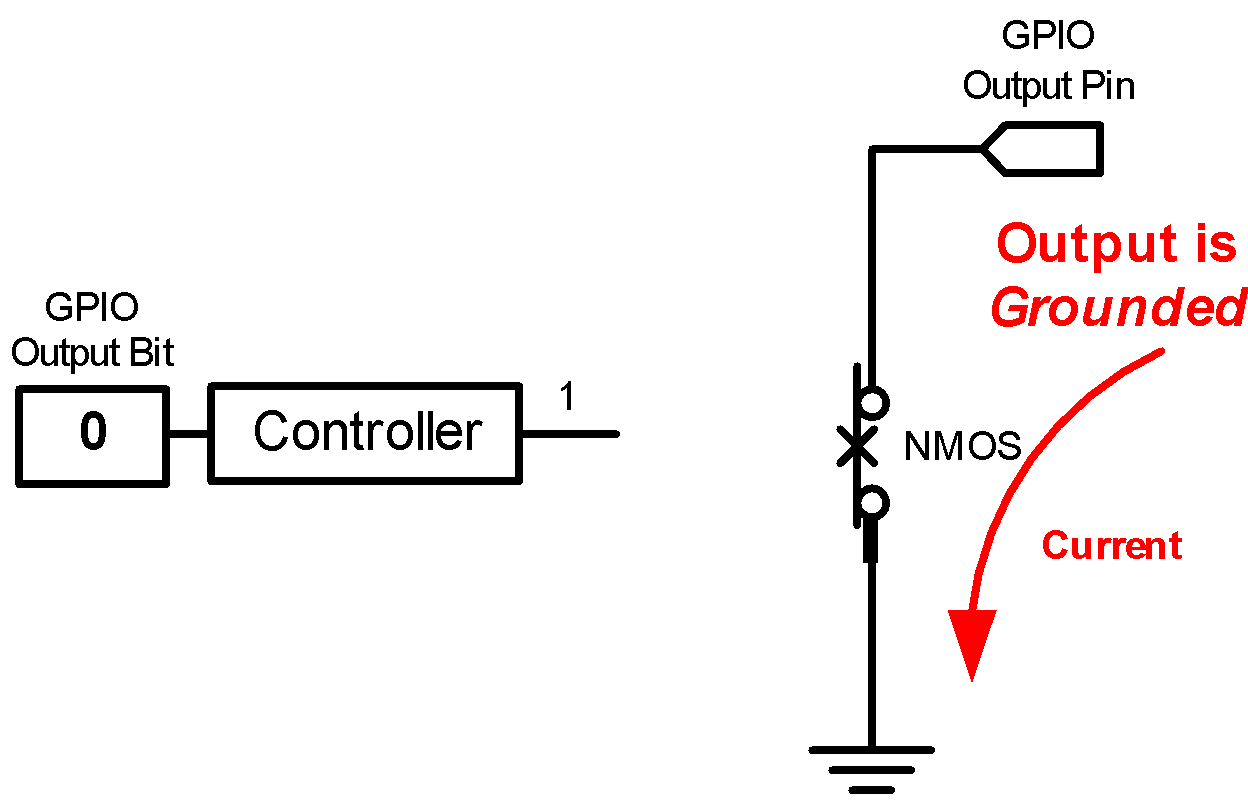 GPIO
Output Pin
Output is
Grounded
GPIO
Output Bit
0
Controller
1
NMOS
Current